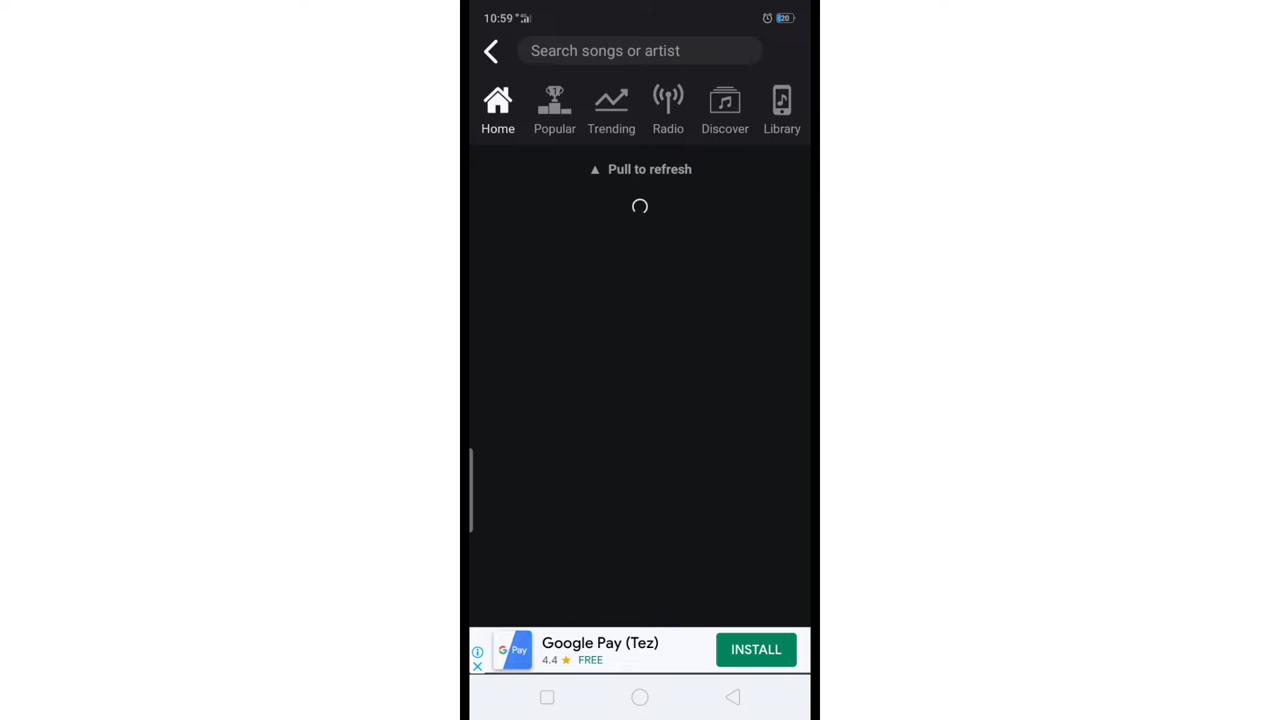 10:59
20
Search songs or artist
Home Popular Trending Radio Discover Library
▲ Pull to refresh
G Pay
Google Pay (Tez)
4.4 ★ FREE
INSTALL